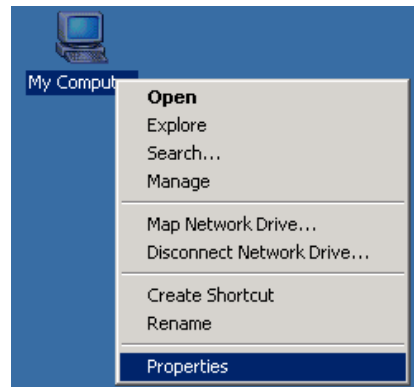 My Comput
Open
Explore
Search...
Manage
Map Network Drive...
Disconnect Network Drive...
Create Shortcut
Rename
Properties